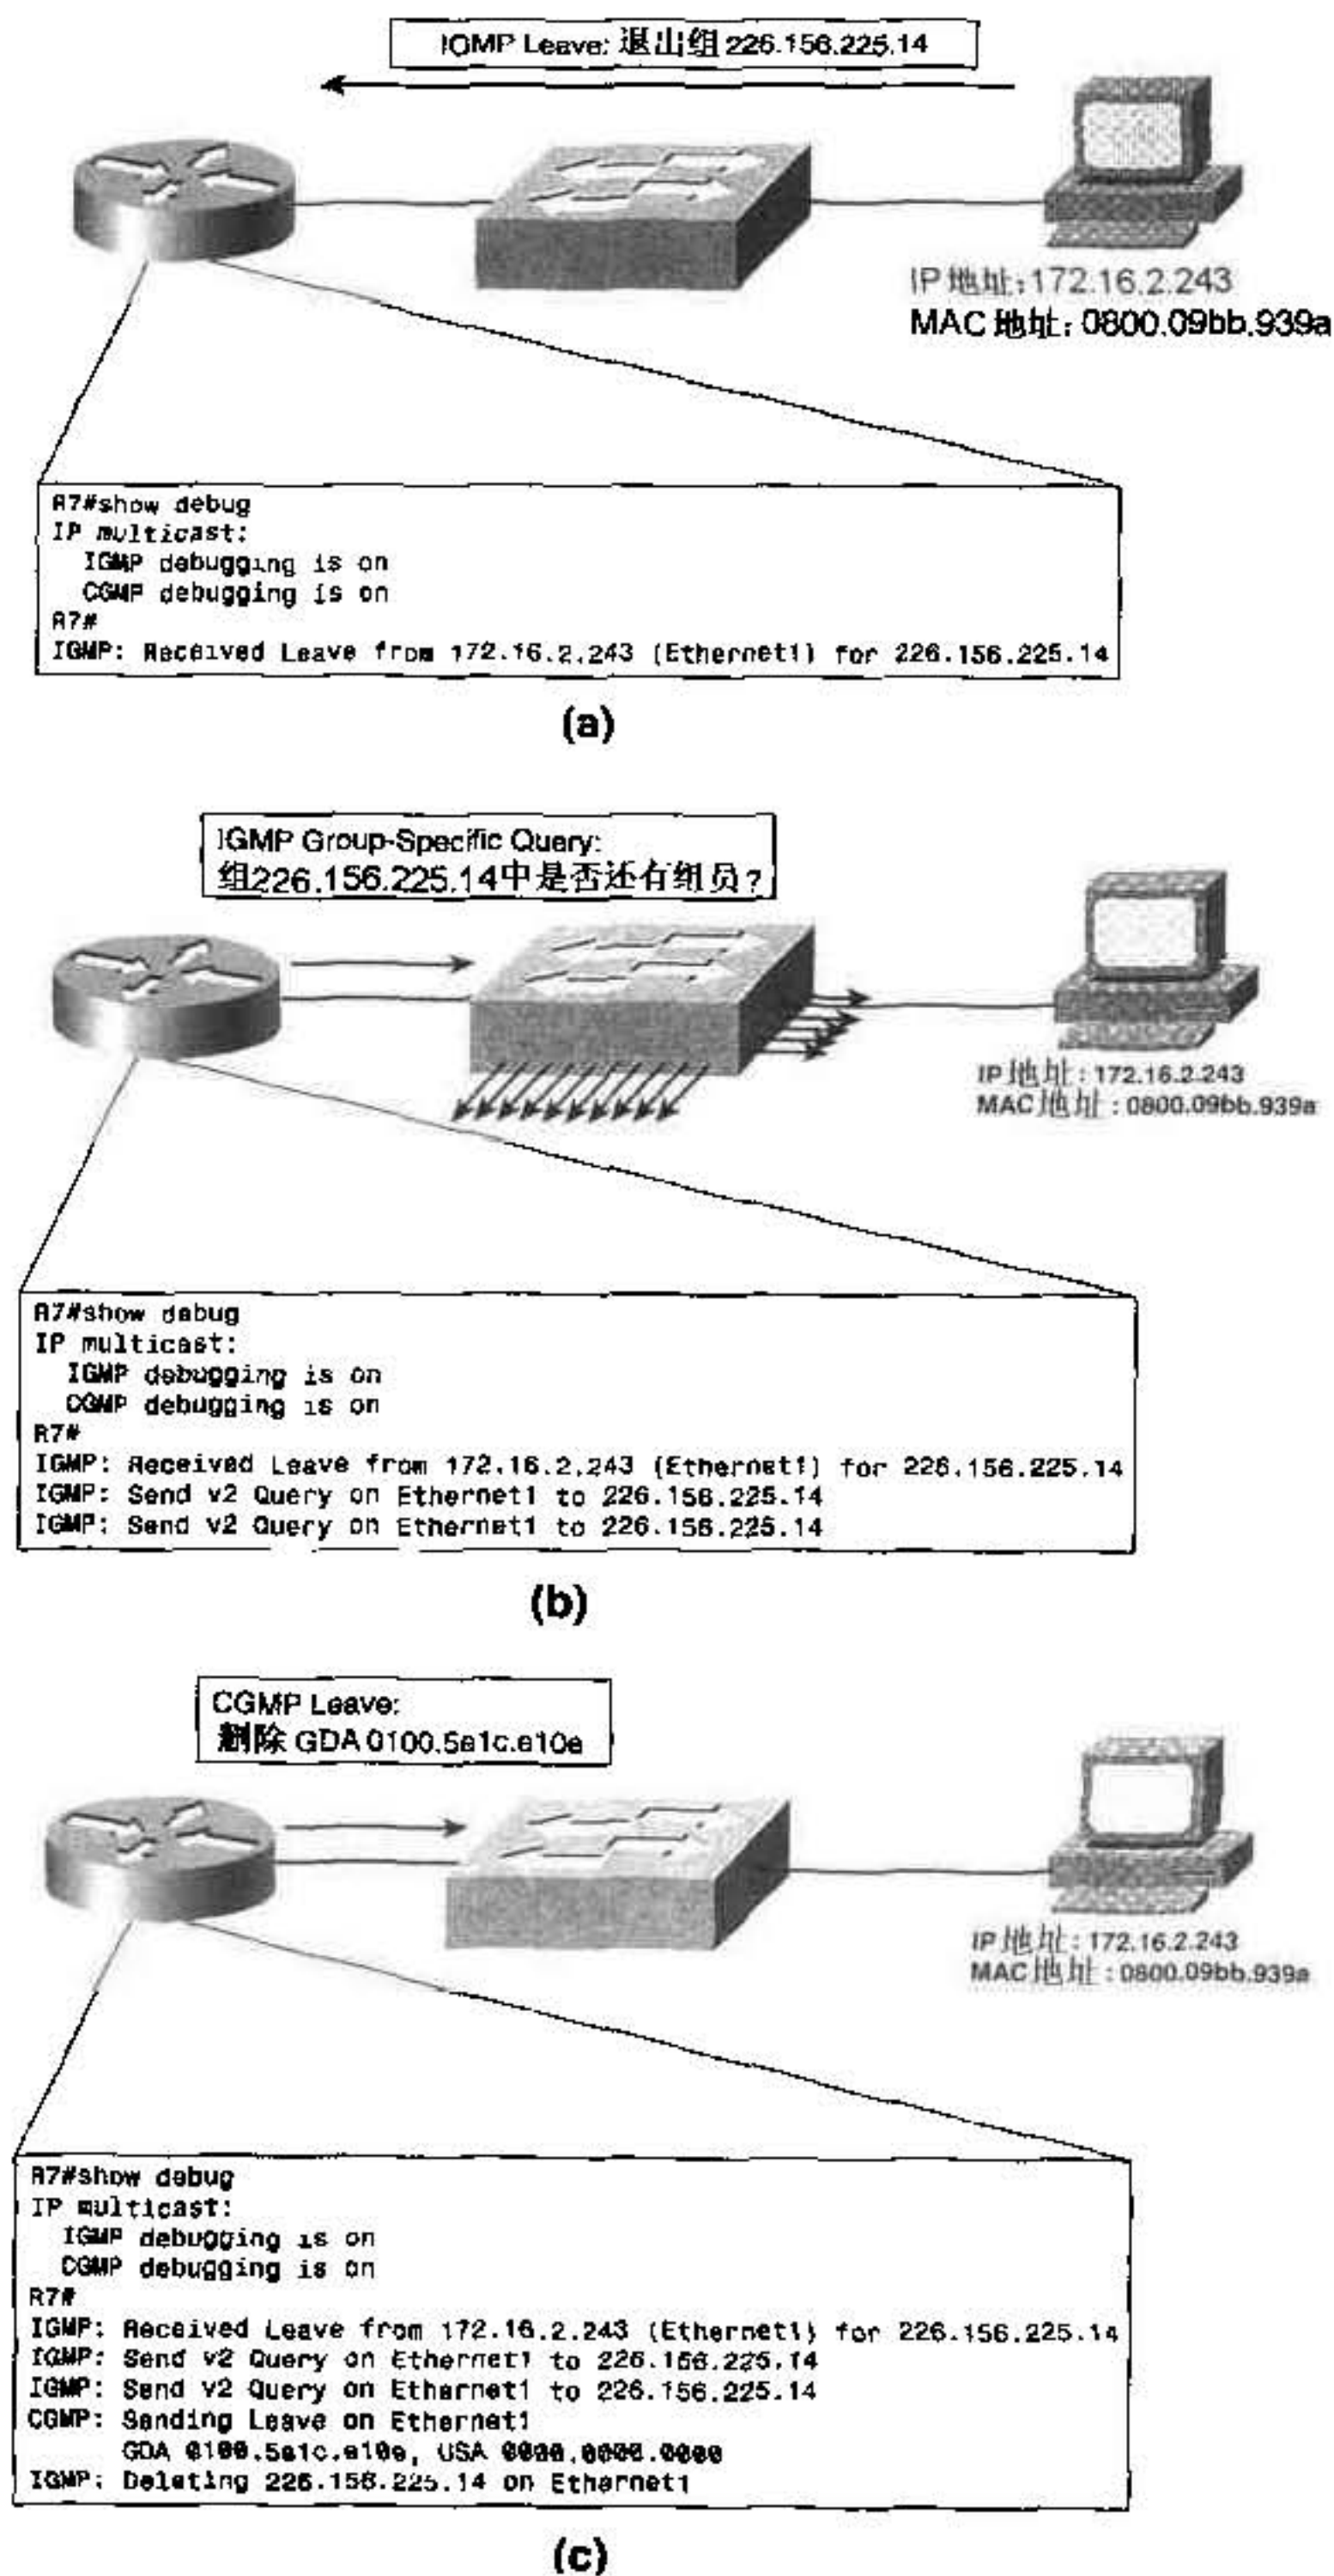 IGMP Leave: 退出组 226.156.225.14
IP 地址: 172.16.2.243
MAC 地址: 0800.09bb.939a
R7#show debug
IP multicast:
IGMP debugging is on
CGMP debugging is on
R7#
IGMP: Received Leave from 172.16.2.243 (Ethernet1) for 226.156.225.14
(a)
IGMP Group-Specific Query:
组226.156.225.14中是否还有组员?
IP 地址: 172.16.2.243
MAC 地址: 0800.09bb.939a
R7#show debug
IP multicast:
IGMP debugging is on
CGMP debugging is on
R7#
IGMP: Received Leave from 172.16.2.243 (Ethernet1) for 226.156.225.14
IGMP: Send v2 Query on Ethernet1 to 226.156.225.14
IGMP: Send v2 Query on Ethernet1 to 226.156.225.14
(b)
CGMP Leave:
删除 GDA 0100.5e1c.e10e
IP 地址: 172.16.2.243
MAC 地址: 0800.09bb.939a
R7#show debug
IP multicast:
IGMP debugging is on
CGMP debugging is on
R7#
IGMP: Received Leave from 172.16.2.243 (Ethernet1) for 226.156.225.14
IGMP: Send v2 Query on Ethernet1 to 226.156.225.14
IGMP: Send v2 Query on Ethernet1 to 226.156.225.14
CGMP: Sending Leave on Ethernet1
GDA 0100.5e1c.e10e, USA 0000.0000.0000
IGMP: Deleting 226.156.225.14 on Ethernet1
(c)